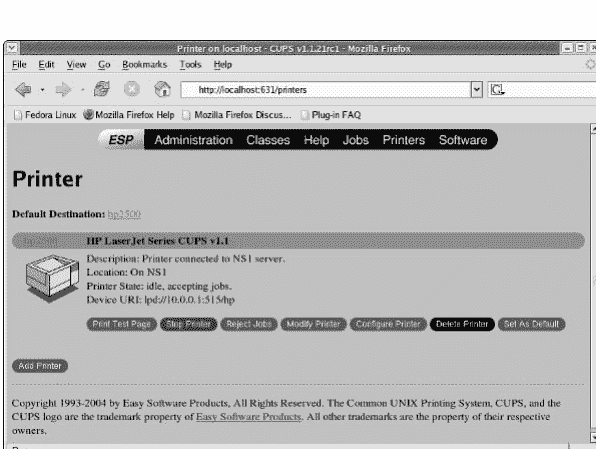 Printer on localhost - CUPS v1.1.21rc1 - Mozilla Firefox
File Edit View Go Bookmarks Tools Help
http://localhost:631/printers
G
Fedora Linux Mozilla Firefox Help Mozilla Firefox Discus... Plug-in FAQ
ESP Administration Classes Help Jobs Printers Software
Printer
Default Destination: hp2500
hp2500 HP LaserJet Series CUPS v1.1
Description: Printer connected to NS1 server.
Location: On NS1
Printer State: idle, accepting jobs.
Device URI: lpd://10.0.0.1:515/hp
Print Test Page Stop Printer Reject Jobs Modify Printer Configure Printer Delete Printer Set As Default
Add Printer
Copyright 1993-2004 by Easy Software Products, All Rights Reserved. The Common UNIX Printing System, CUPS, and the
CUPS logo are the trademark property of Easy Software Products. All other trademarks are the property of their respective
owners.